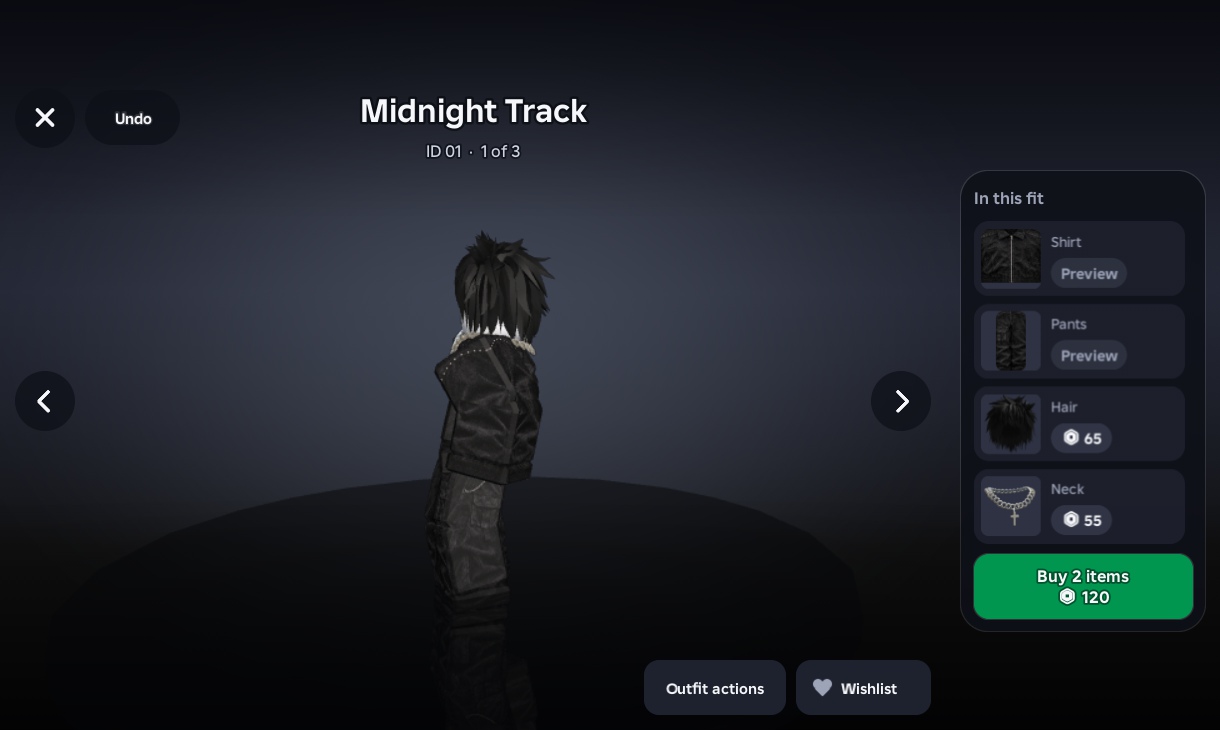 Undo
Midnight Track
ID 01 · 1 of 3
In this fit
Shirt
Preview
Pants
Preview
Hair
65
Neck
55
Buy 2 items
120
Outfit actions
Wishlist